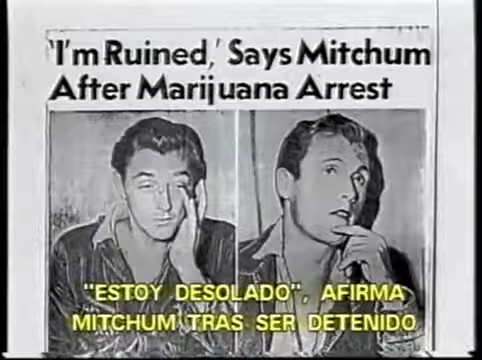 'I'm Ruined,' Says Mitchum
After Marijuana Arrest
"ESTOY DESOLADO", AFIRMA
MITCHUM TRAS SER DETENIDO